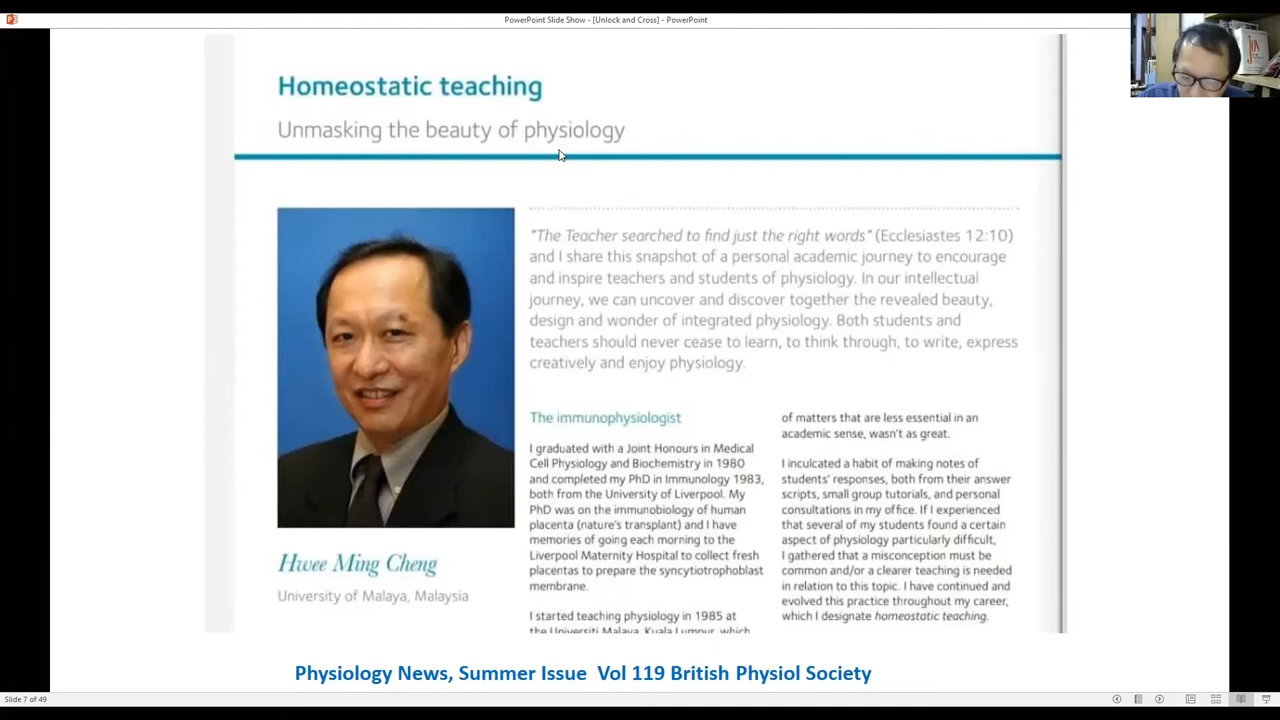 PowerPoint Slide Show - [Unlock and Cross] - PowerPoint
Homeostatic teaching
Unmasking the beauty of physiology
"The Teacher searched to find just the right words" (Ecclesiastes 12:10)
and I share this snapshot of a personal academic journey to encourage
and inspire teachers and students of physiology. In our intellectual
journey, we can uncover and discover together the revealed beauty,
design and wonder of integrated physiology. Both students and
teachers should never cease to learn, to think through, to write, express
creatively and enjoy physiology.
Hwee Ming Cheng
University of Malaya, Malaysia
The immunophysiologist
I graduated with a Joint Honours in Medical
Cell Physiology and Biochemistry in 1980
and completed my PhD in Immunology 1983,
both from the University of Liverpool. My
PhD was on the immunobiology of human
placenta (nature's transplant) and I have
memories of going each morning to the
Liverpool Maternity Hospital to collect fresh
placentas to prepare the syncytiotrophoblast
membrane.
I started teaching physiology in 1985 at
the Universiti Malaya, Kuala Lumpur, which
of matters that are less essential in an
academic sense, wasn't as great.
I inculcated a habit of making notes of
students' responses, both from their answer
scripts, small group tutorials, and personal
consultations in my office. If I experienced
that several of my students found a certain
aspect of physiology particularly difficult,
I gathered that a misconception must be
common and/or a clearer teaching is needed
in relation to this topic. I have continued and
evolved this practice throughout my career,
which I designate homeostatic teaching.
Physiology News, Summer Issue Vol 119 British Physiol Society
Slide 7 of 49